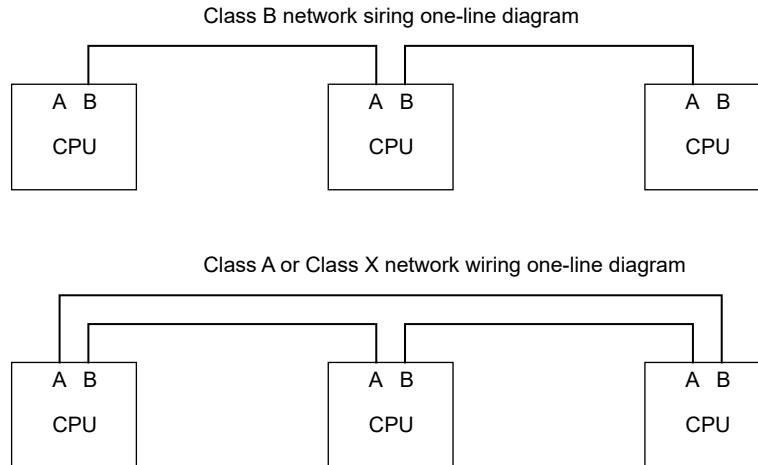 Class B network siring one-line diagram
A B A B A B
CPU CPU CPU
Class A or Class X network wiring one-line diagram
A B A B A B
CPU CPU CPU